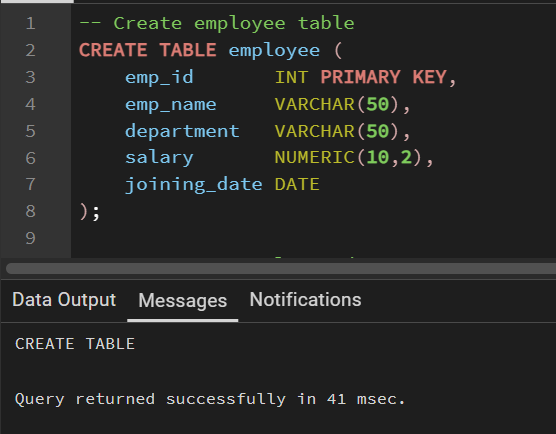 1 -- Create employee table
2 CREATE TABLE employee (
3     emp_id       INT PRIMARY KEY,
4     emp_name     VARCHAR(50),
5     department   VARCHAR(50),
6     salary       NUMERIC(10,2),
7     joining_date DATE
8 );
9
Data Output Messages Notifications
CREATE TABLE
Query returned successfully in 41 msec.